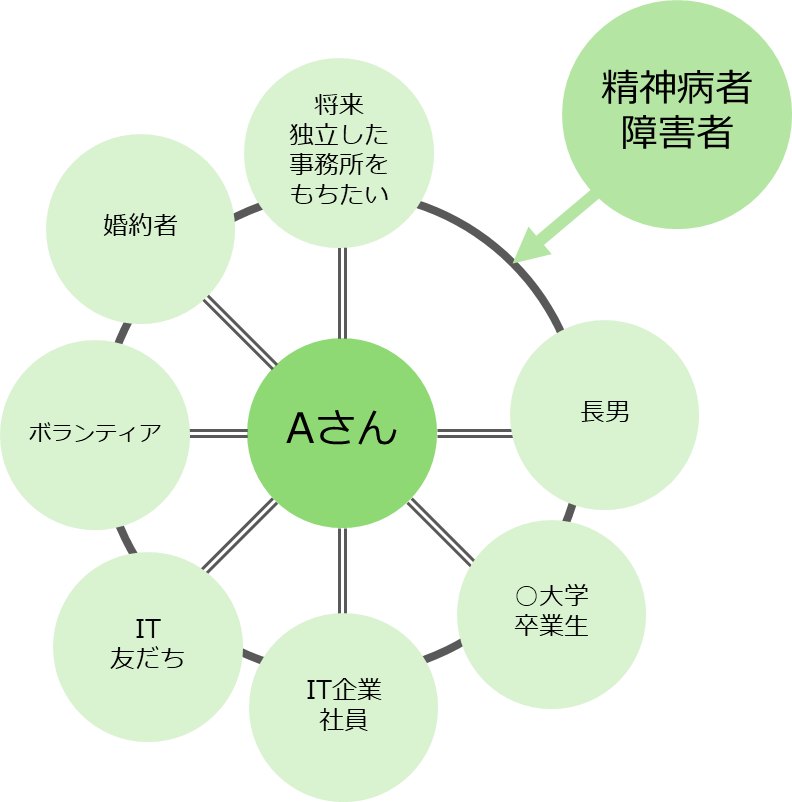 精神病者
障害者
将来
独立した
事務所を
もちたい
婚約者
長男
Aさん
ボランティア
○大学
卒業生
IT
友だち
IT企業
社員